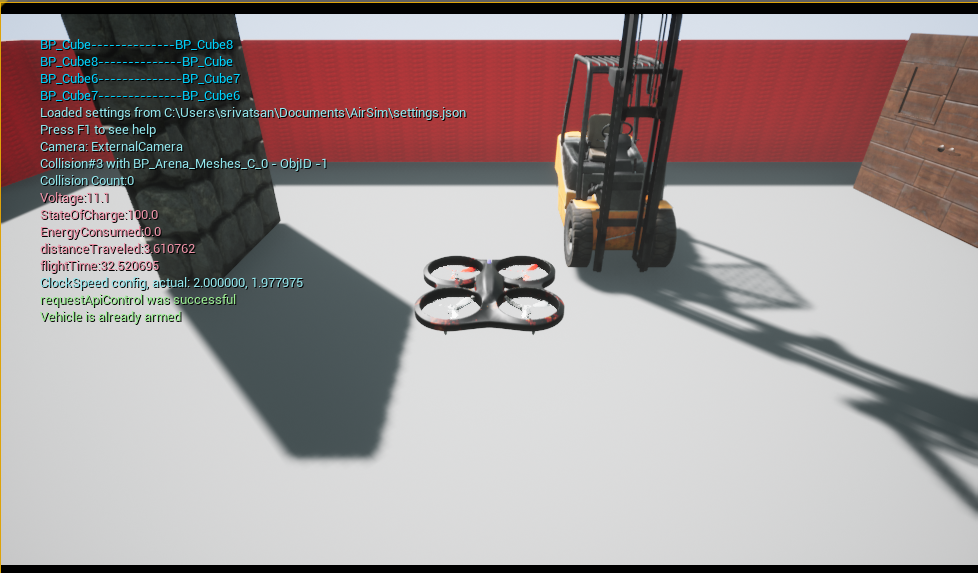 BP_Cube--------------BP_Cube8
BP_Cube8--------------BP_Cube
BP_Cube6--------------BP_Cube7
BP_Cube7--------------BP_Cube6
Loaded settings from C:\Users\srivatsan\Documents\AirSim\settings.json
Press F1 to see help
Camera: ExternalCamera
Collision#3 with BP_Arena_Meshes_C_0 - ObjID -1
Collision Count:0
Voltage:11.1
StateOfCharge:100.0
EnergyConsumed:0.0
distanceTraveled:3.610762
flightTime:32.520695
ClockSpeed config, actual: 2.000000, 1.977975
requestApiControl was successful
Vehicle is already armed